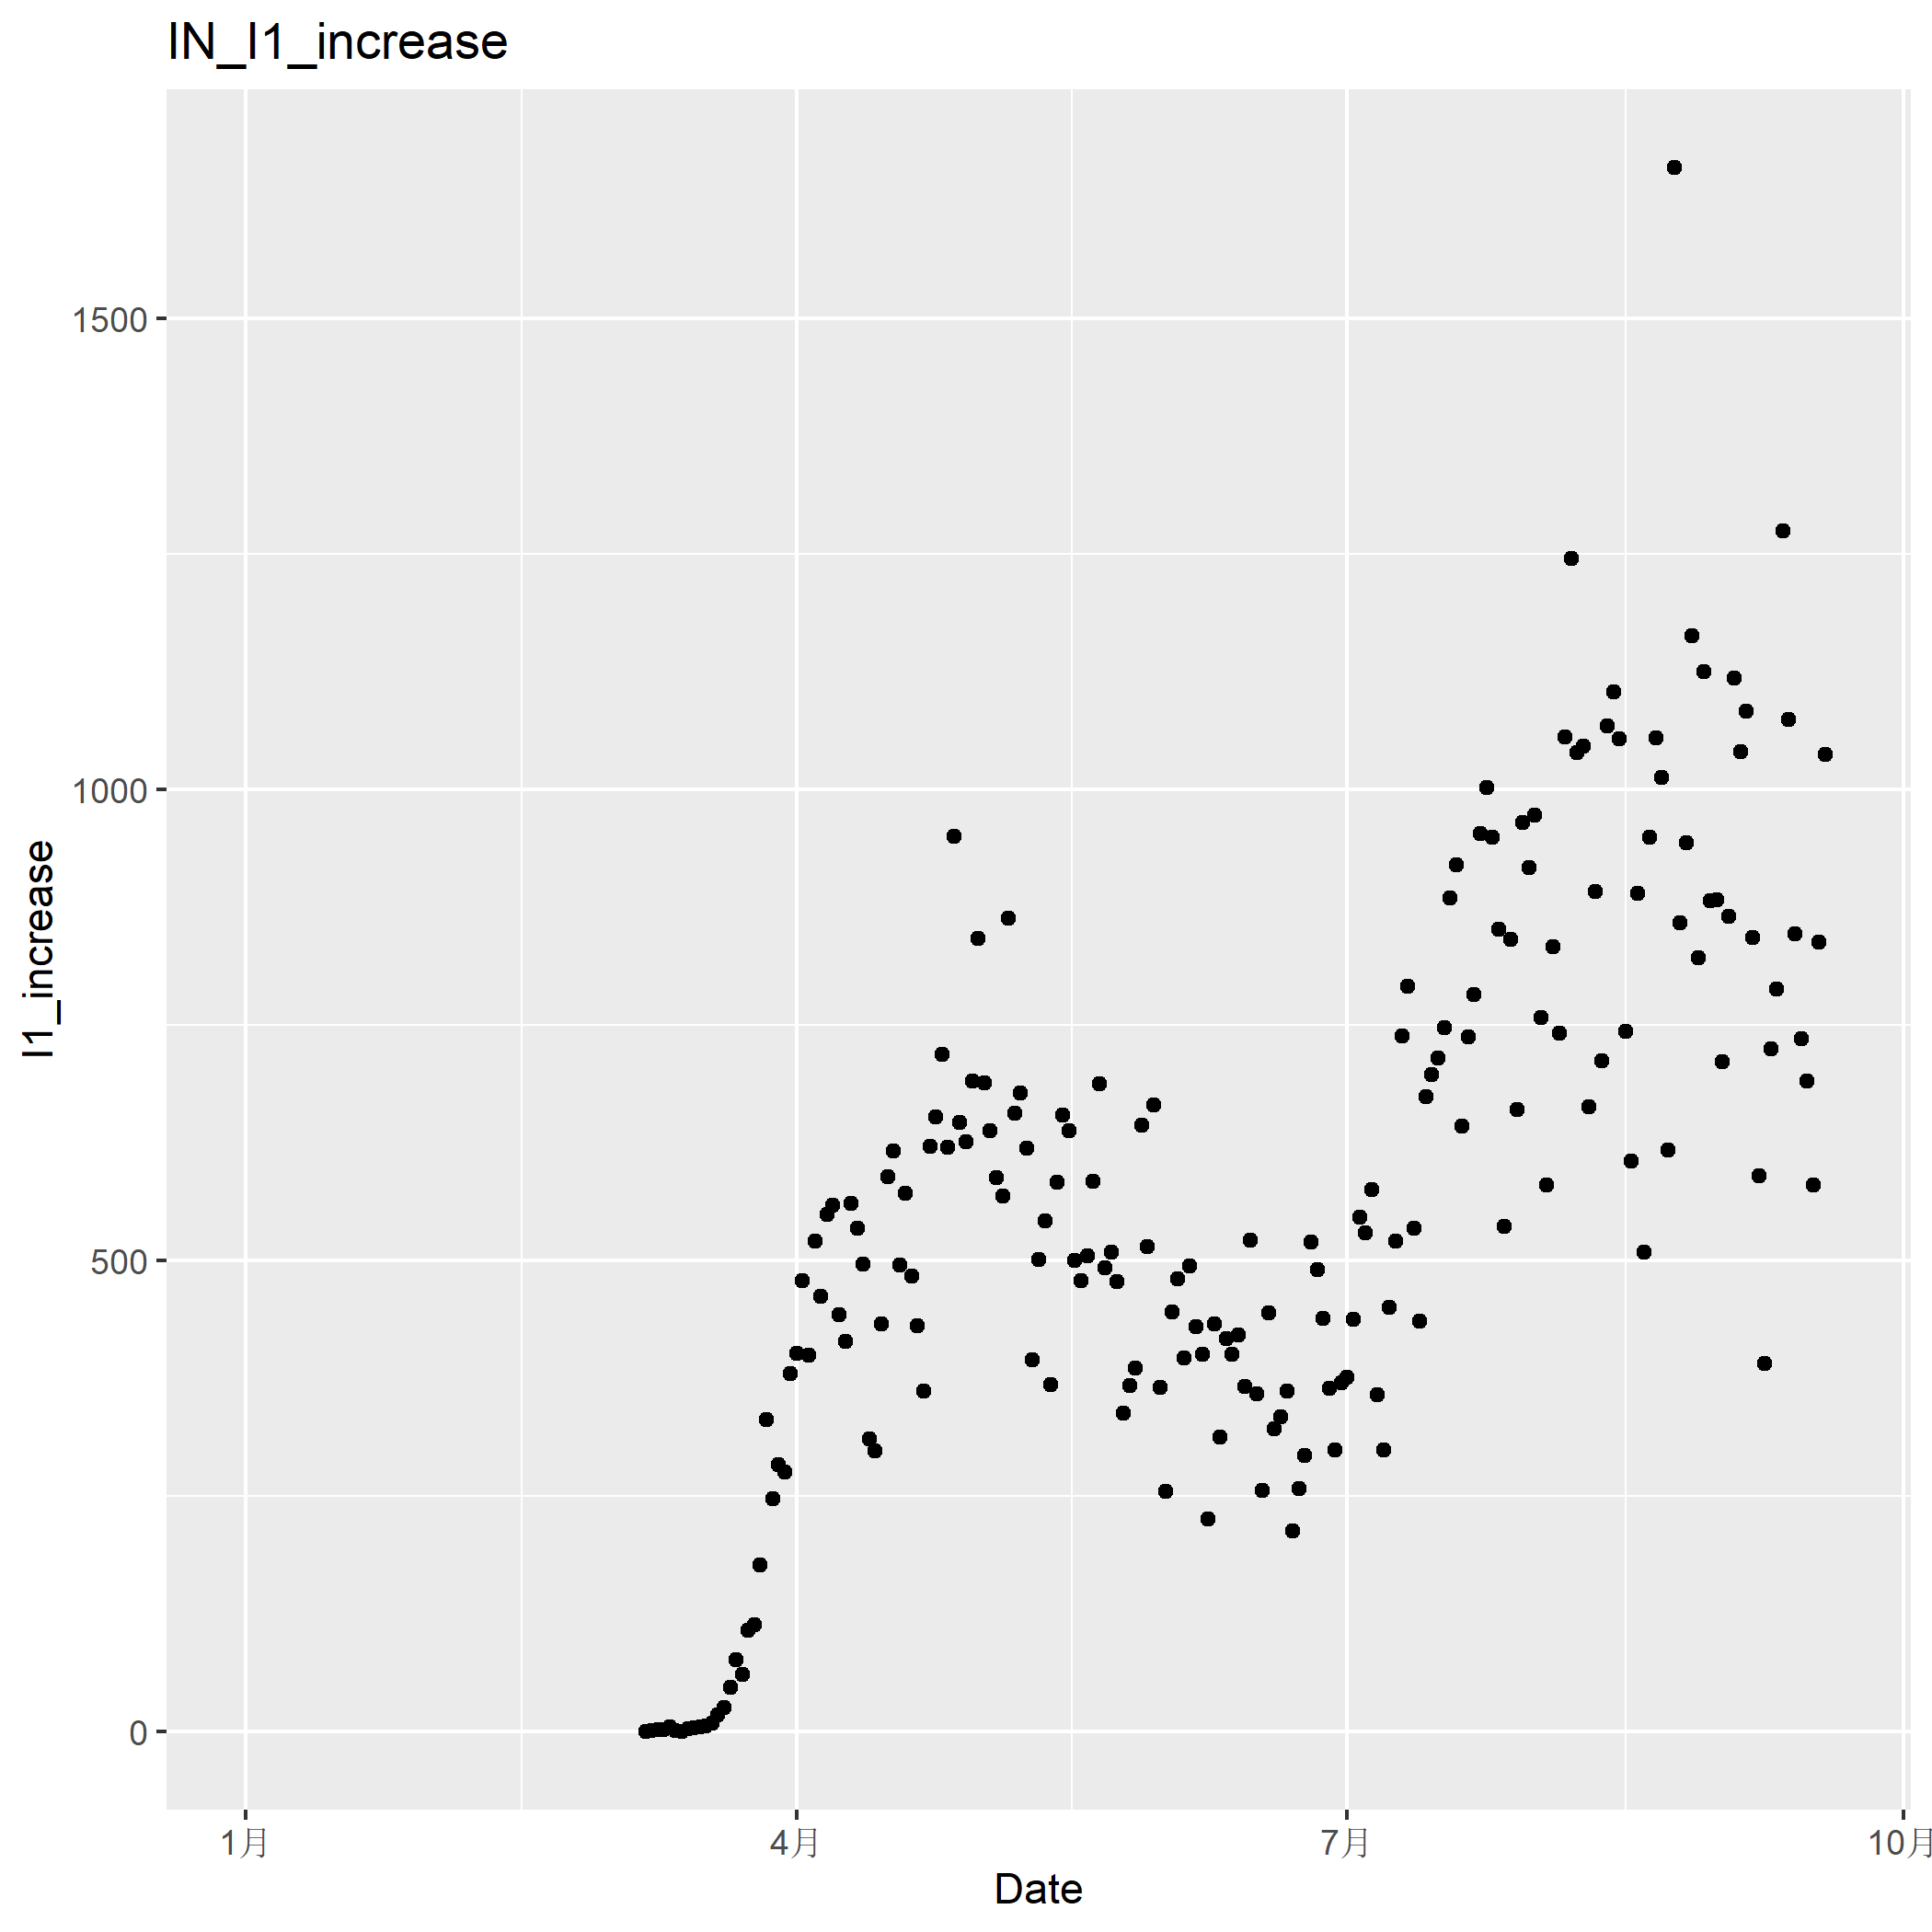 IN_I1_increase
I1_increase
1500
1000
500
0
1月
4月
7月
10月
Date